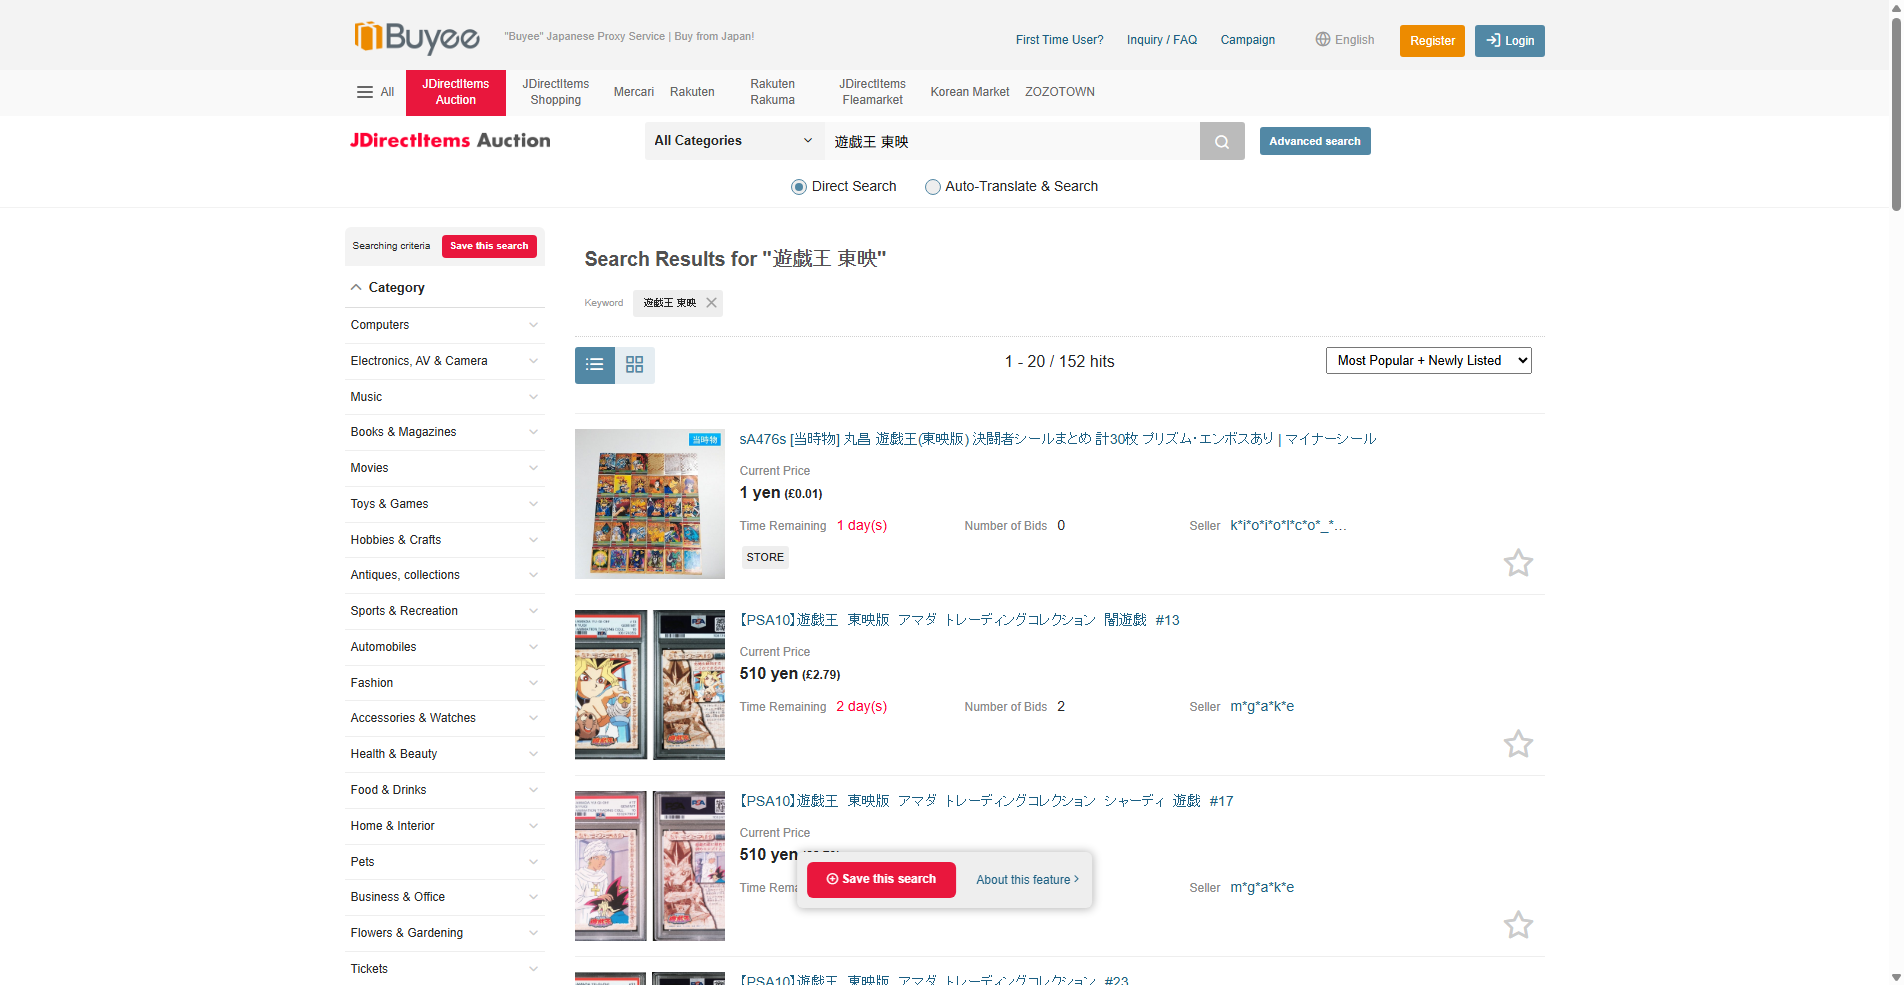 Buyee
"Buyee" Japanese Proxy Service | Buy from Japan!
First Time User?
Inquiry / FAQ
Campaign
English
Register
Login
All
JDirectItems Auction
JDirectItems Shopping
Mercari
Rakuten
Rakuten Rakuma
JDirectItems Fleamarket
Korean Market
ZOZOTOWN
JDirectItems Auction
All Categories
遊戯王 東映
Advanced search
Direct Search
Auto-Translate & Search
Searching criteria
Save this search
Category
Computers
Electronics, AV & Camera
Music
Books & Magazines
Movies
Toys & Games
Hobbies & Crafts
Antiques, collections
Sports & Recreation
Automobiles
Fashion
Accessories & Watches
Health & Beauty
Food & Drinks
Home & Interior
Pets
Business & Office
Flowers & Gardening
Tickets
Search Results for "遊戯王 東映"
Keyword
遊戯王 東映
1 - 20 / 152 hits
Most Popular + Newly Listed
当時物
sA476s [当時物] 丸昌 遊戯王(東映版) 決闘者シールまとめ 計30枚 プリズム・エンボスあり | マイナーシール
Current Price
1 yen (£0.01)
Time Remaining 1 day(s)
Number of Bids 0
Seller k*i*o*i*o*l*c*o*_*...
STORE
【PSA10】遊戯王 東映版 アマダ トレーディングコレクション 闇遊戯 #13
Current Price
510 yen (£2.79)
Time Remaining 2 day(s)
Number of Bids 2
Seller m*g*a*k*e
【PSA10】遊戯王 東映版 アマダ トレーディングコレクション シャーディ 遊戯 #17
Current Price
510 yen
Time Rema
Seller m*g*a*k*e
Save this search
About this feature
【PSA10】遊戯王 東映版 アマダ トレーディングコレクション #23